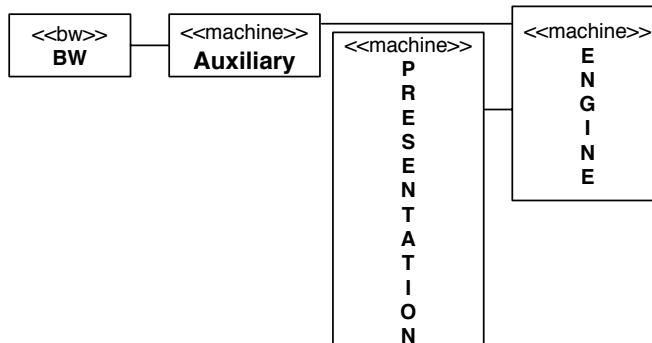 <<bw>>
BW
<<machine>>
Auxiliary
<<machine>>
P
R
E
S
E
N
T
A
T
I
O
N
<<machine>>
E
N
G
I
N
E